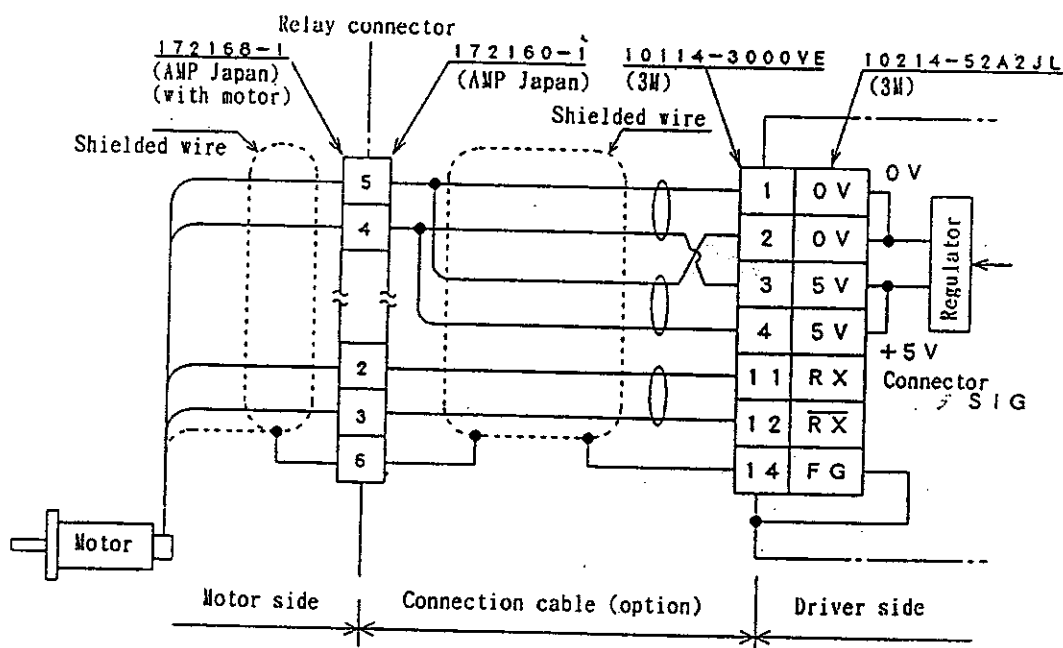 Relay connector
172168-1
(AMP Japan)
(with motor)
172160-1
(AMP Japan)
10114-3000VE
(3M)
10214-52A2JL
(3M)
Shielded wire
Shielded wire
5
4
2
3
6
1 0V
2 0V
3 5V
4 5V
11 RX
12 R̅X̅
14 FG
0V
+5V
Regulator
Connector
SIG
Motor
Motor side
Connection cable (option)
Driver side